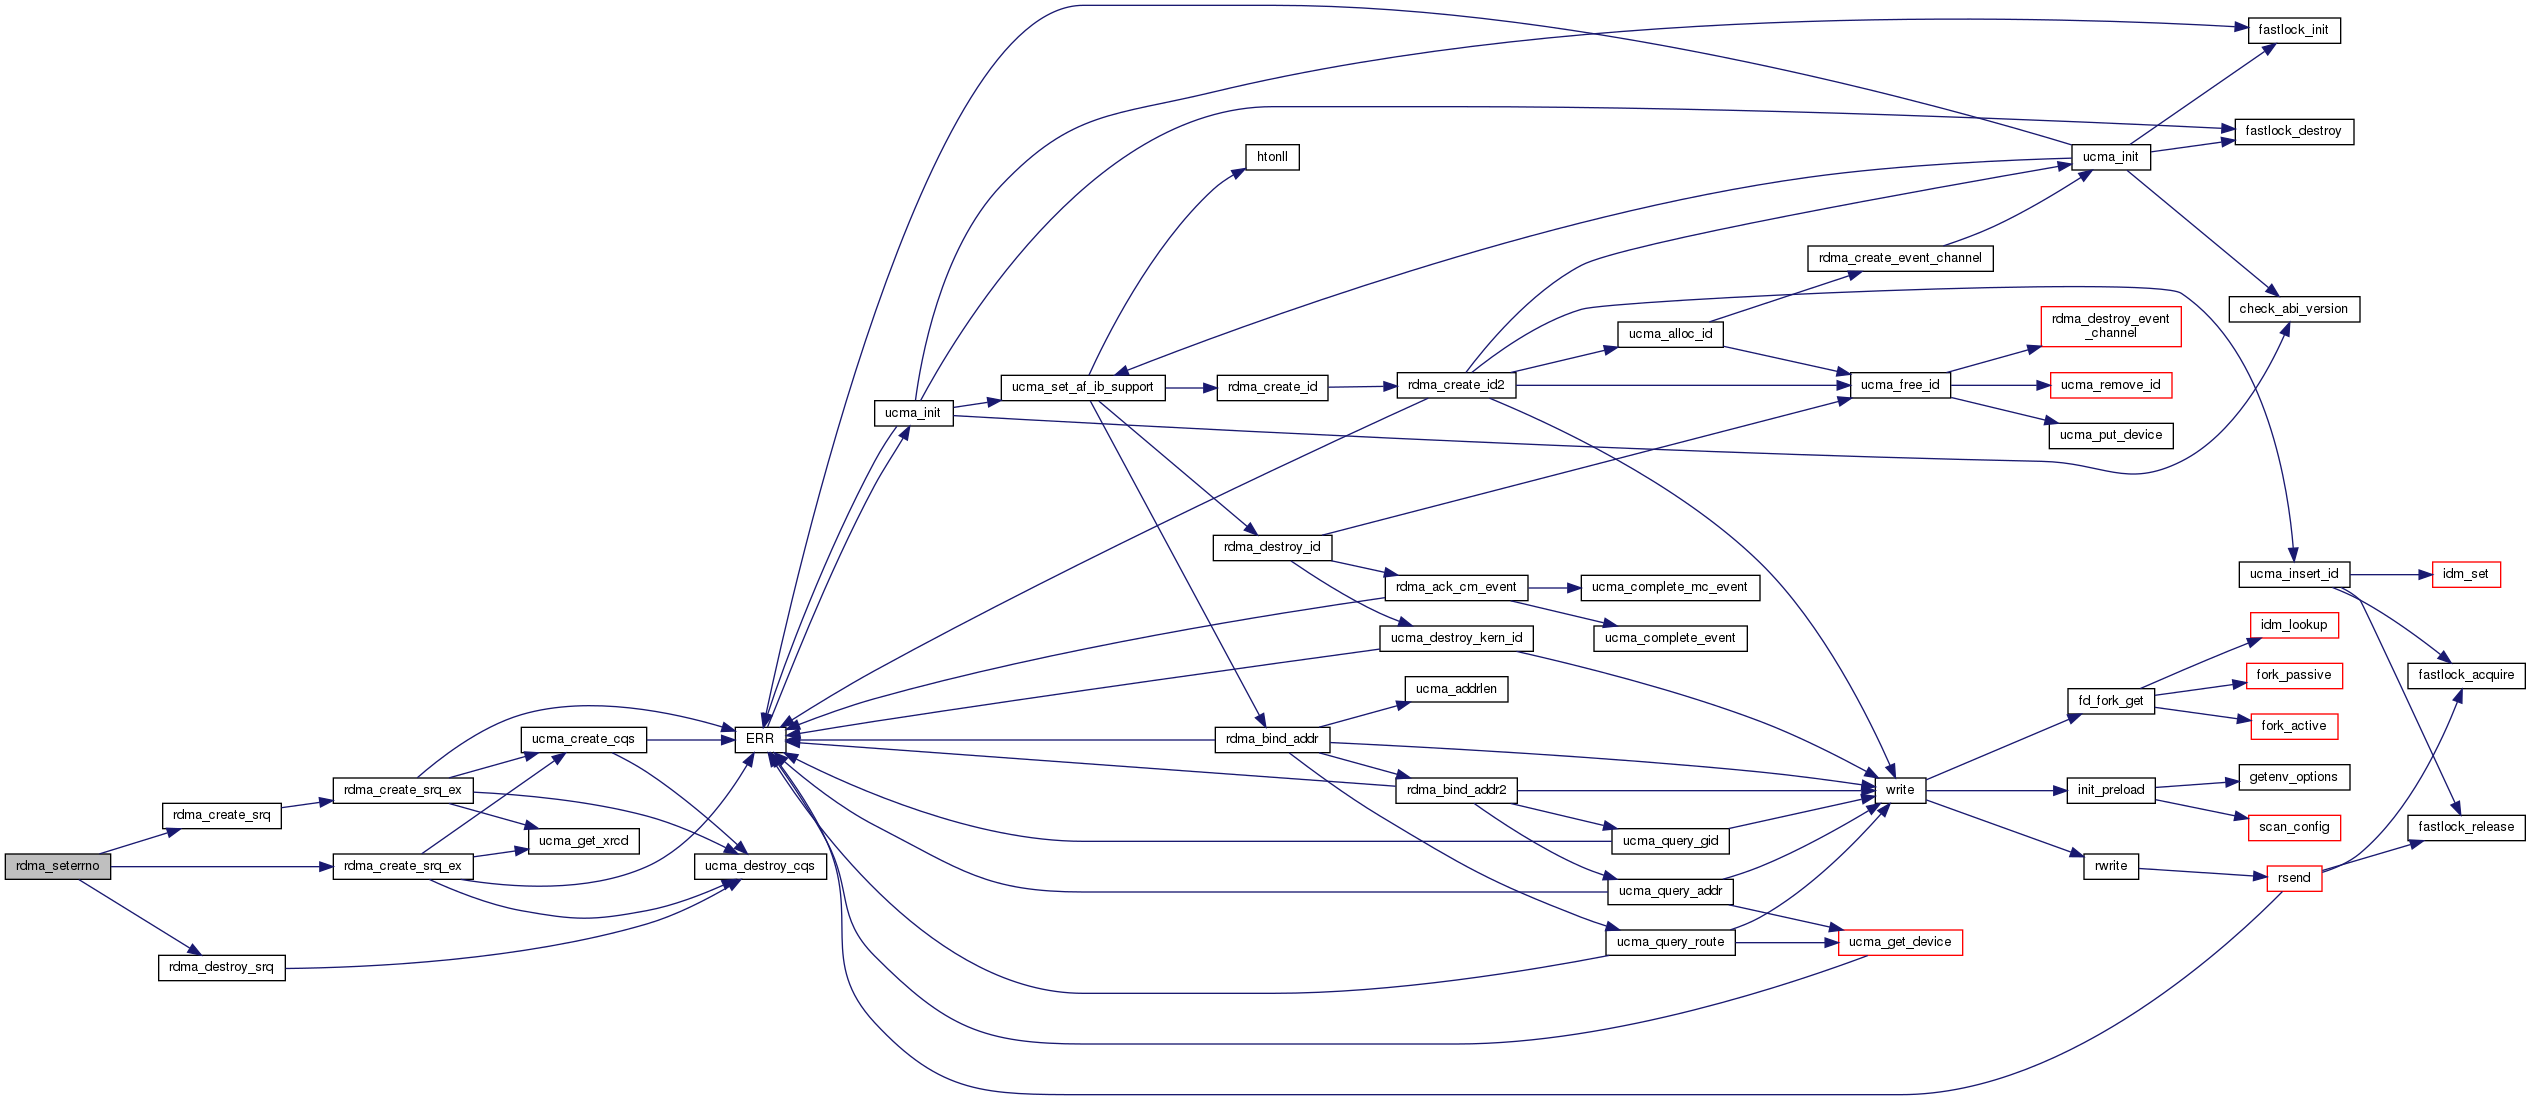 rdma_seterrno
rdma_create_srq
rdma_destroy_srq
rdma_create_srq_ex
rdma_create_srq_ex
ucma_create_cqs
ucma_get_xrcd
ERR
ucma_destroy_cqs
ucma_init
ucma_set_af_ib_support
htonll
rdma_create_id
rdma_destroy_id
rdma_bind_addr
rdma_create_id2
rdma_ack_cm_event
ucma_destroy_kern_id
ucma_addrlen
rdma_bind_addr2
ucma_alloc_id
ucma_complete_mc_event
ucma_complete_event
ucma_query_gid
ucma_query_addr
ucma_query_route
rdma_create_event_channel
ucma_free_id
write
ucma_get_device
ucma_init
rdma_destroy_event
_channel
ucma_remove_id
ucma_put_device
fd_fork_get
init_preload
rwrite
fastlock_init
fastlock_destroy
check_abi_version
ucma_insert_id
idm_lookup
fork_passive
fork_active
getenv_options
scan_config
rsend
idm_set
fastlock_acquire
fastlock_release